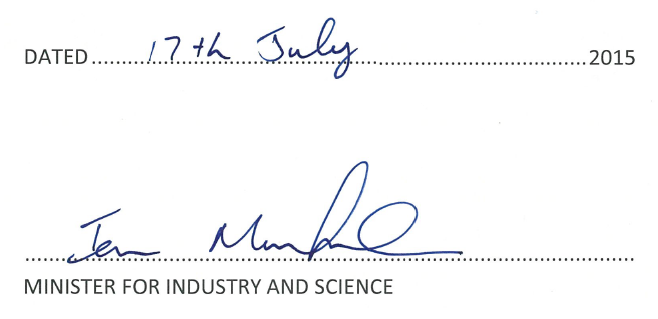 DATED 17th July 2015
MINISTER FOR INDUSTRY AND SCIENCE